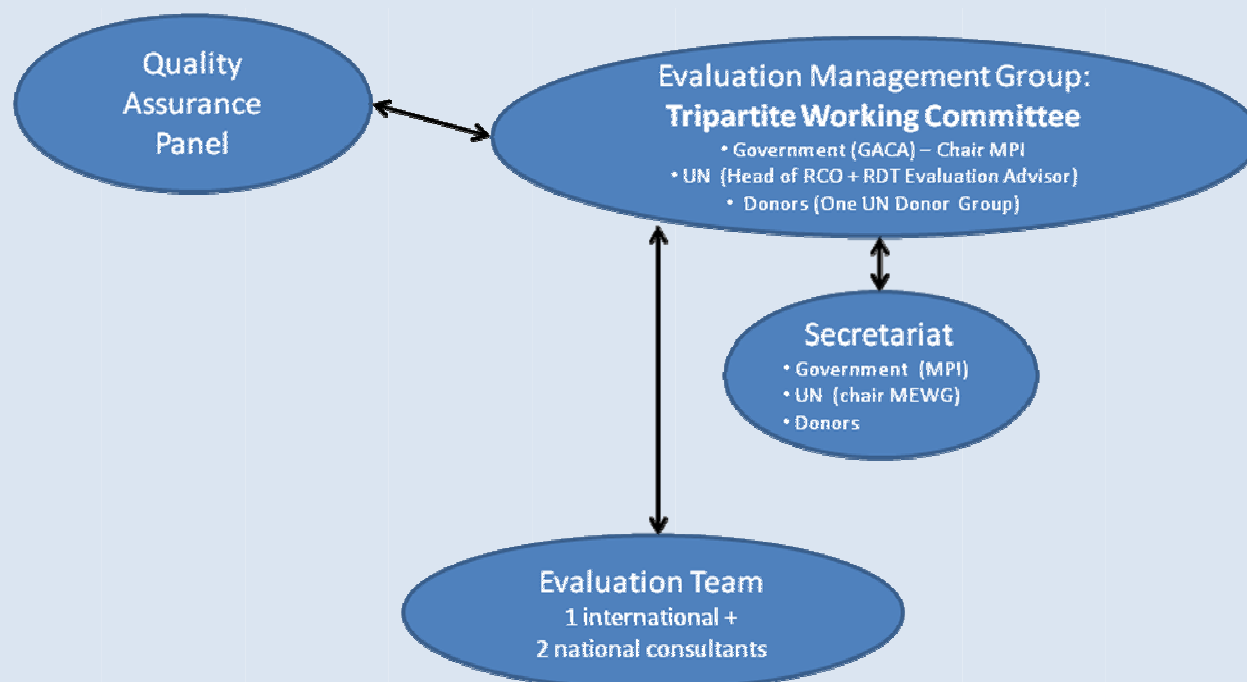 Quality
Assurance
Panel
Evaluation Management Group:
Tripartite Working Committee
• Government (GACA) – Chair MPI
• UN (Head of RCO + RDT Evaluation Advisor)
• Donors (One UN Donor Group)
Secretariat
• Government (MPI)
• UN (chair MEWG)
• Donors
Evaluation Team
1 international +
2 national consultants